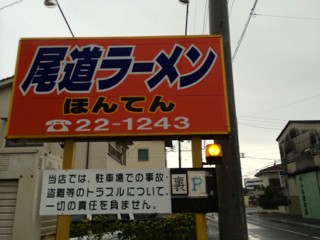 尾道ラーメン
ほんてん
☎22-1243
当店では、駐車場での事故・
盗難等のトラブルについて、
一切の責任を負ません。
裏P